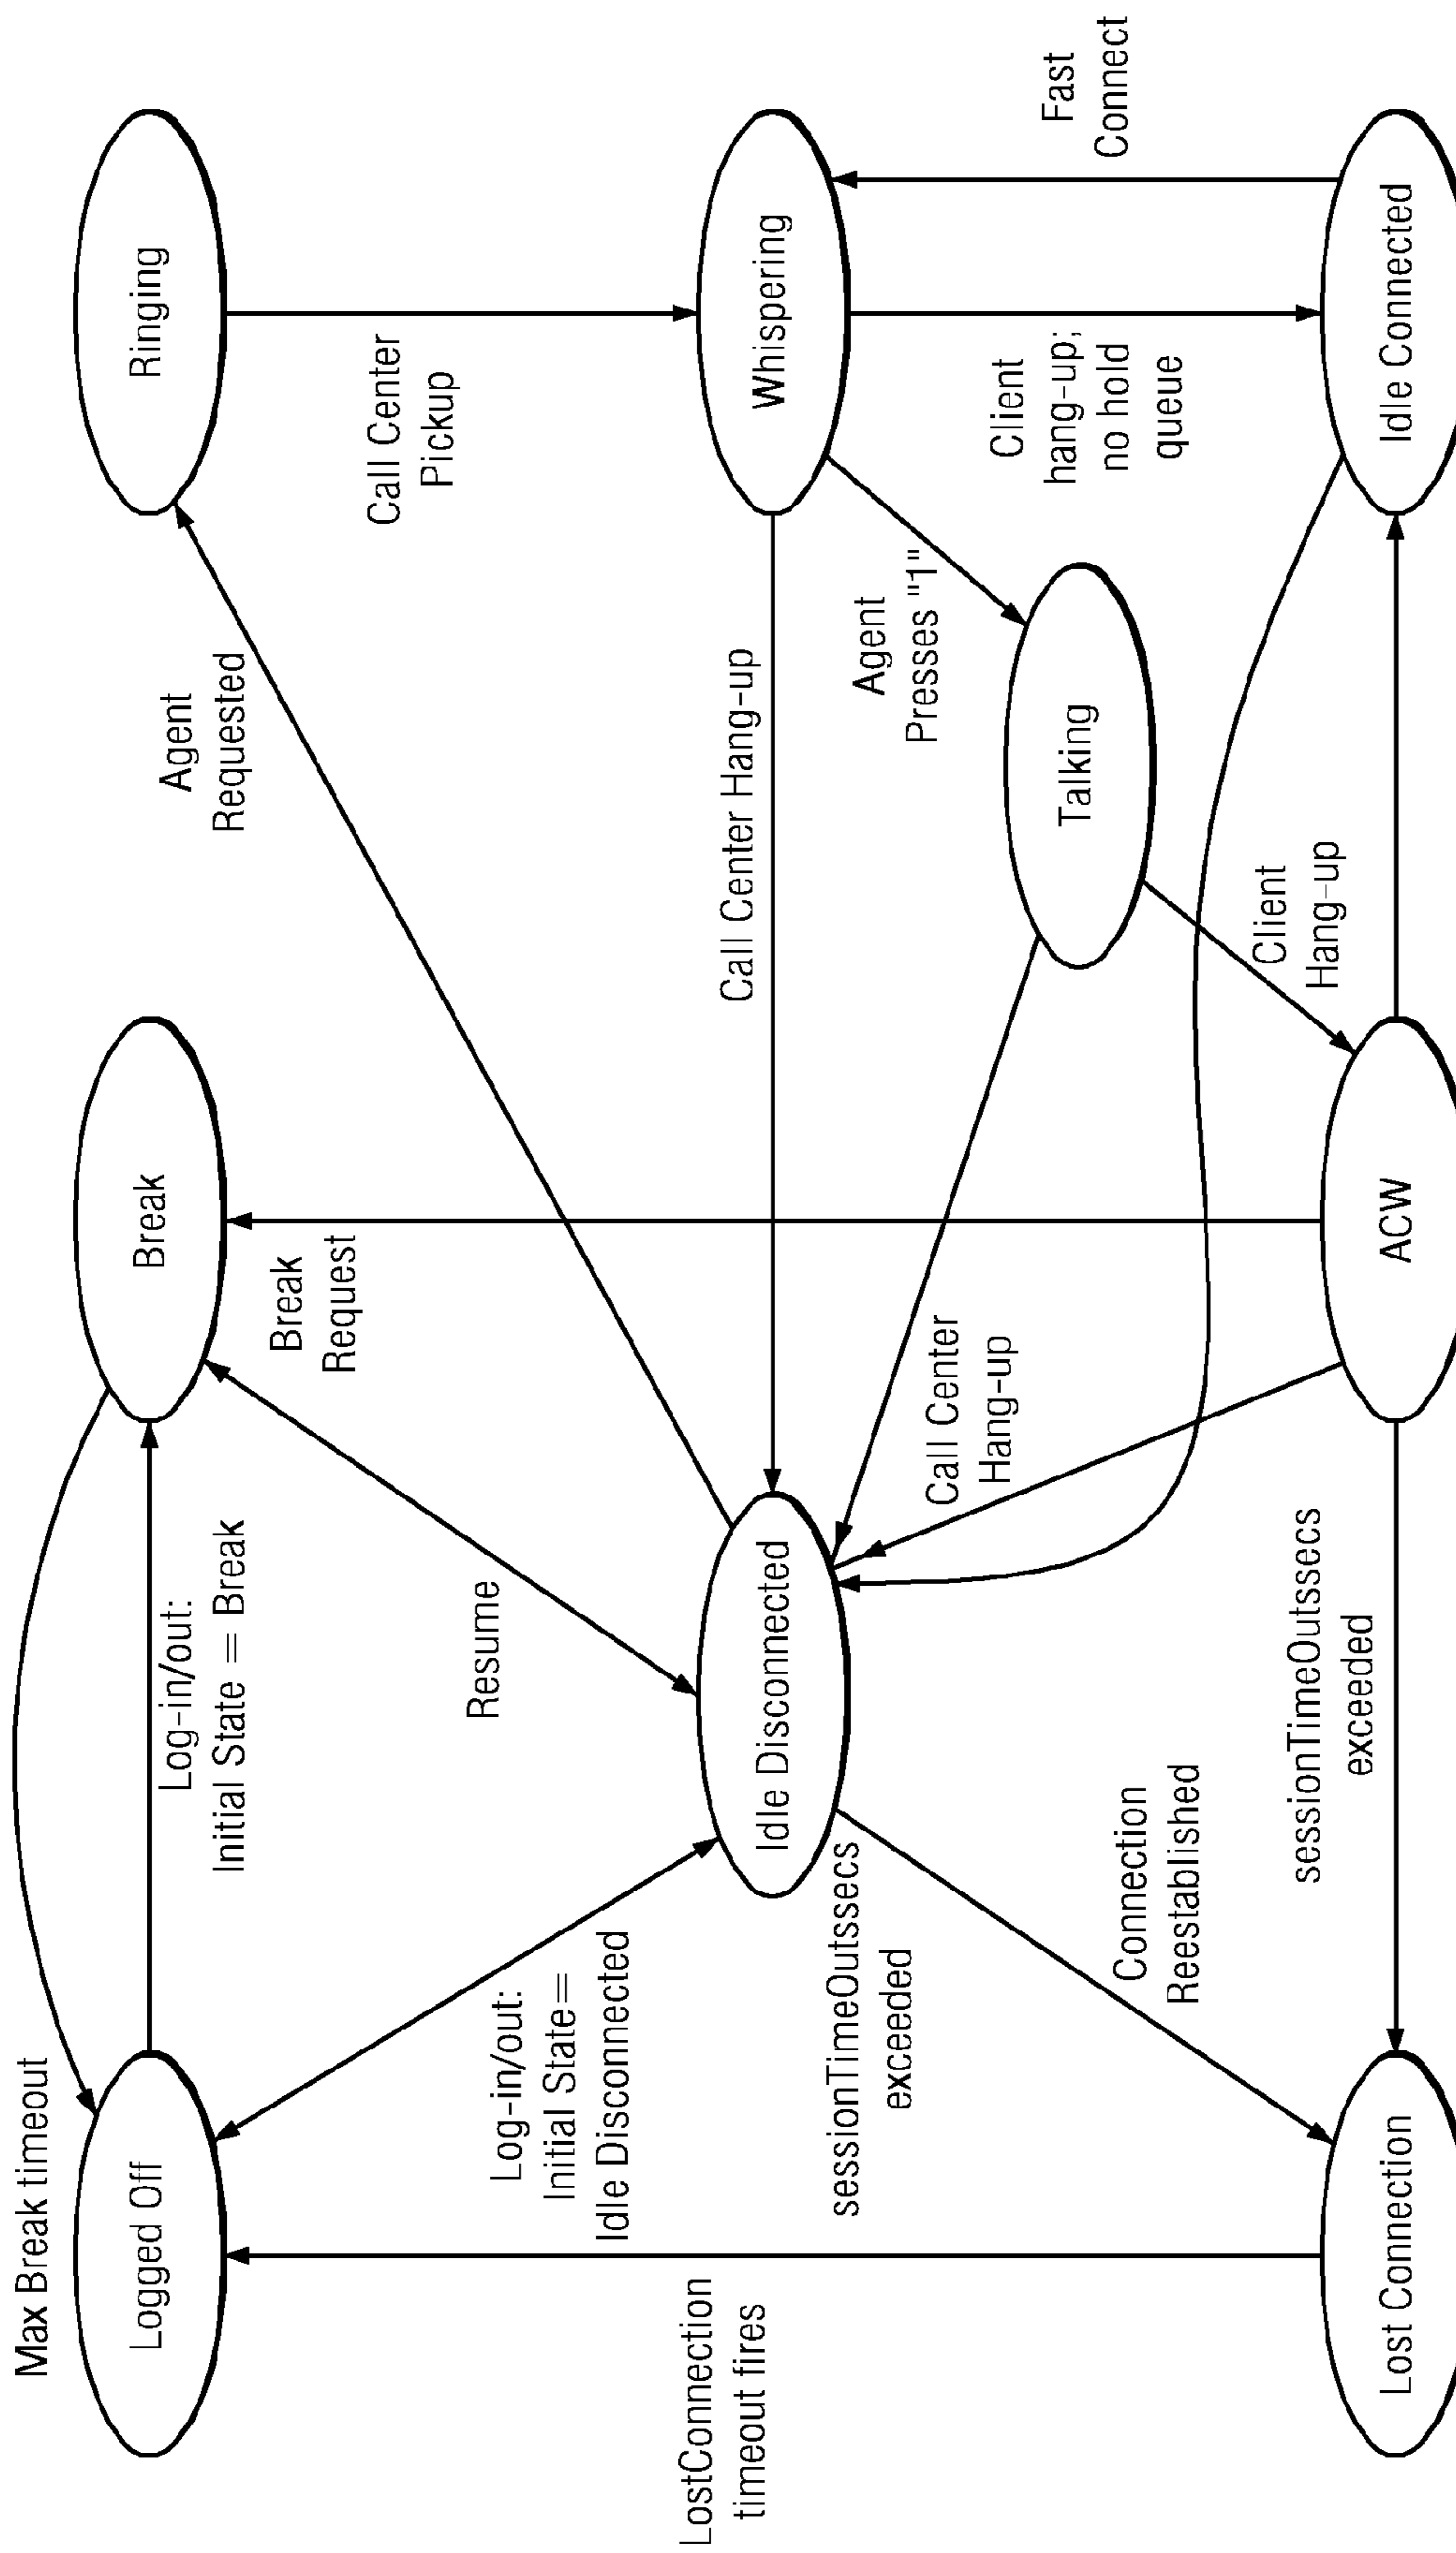 Max Break timeout
Logged Off
Log-in/out:
Initial State = Break
Break
Agent
Requested
Ringing
Break
Request
Resume
Call Center
Pickup
Log-in/out:
Initial State=
Idle Disconnected
LostConnection
timeout fires
Idle Disconnected
Call Center Hang-up
Whispering
sessionTimeOutssecs
exceeded
Call Center
Hang-up
Agent
Presses "1"
Talking
Client
hang-up;
no hold
queue
Fast
Connect
Connection
Reestablished
Client
Hang-up
sessionTimeOutssecs
exceeded
Lost Connection
ACW
Idle Connected